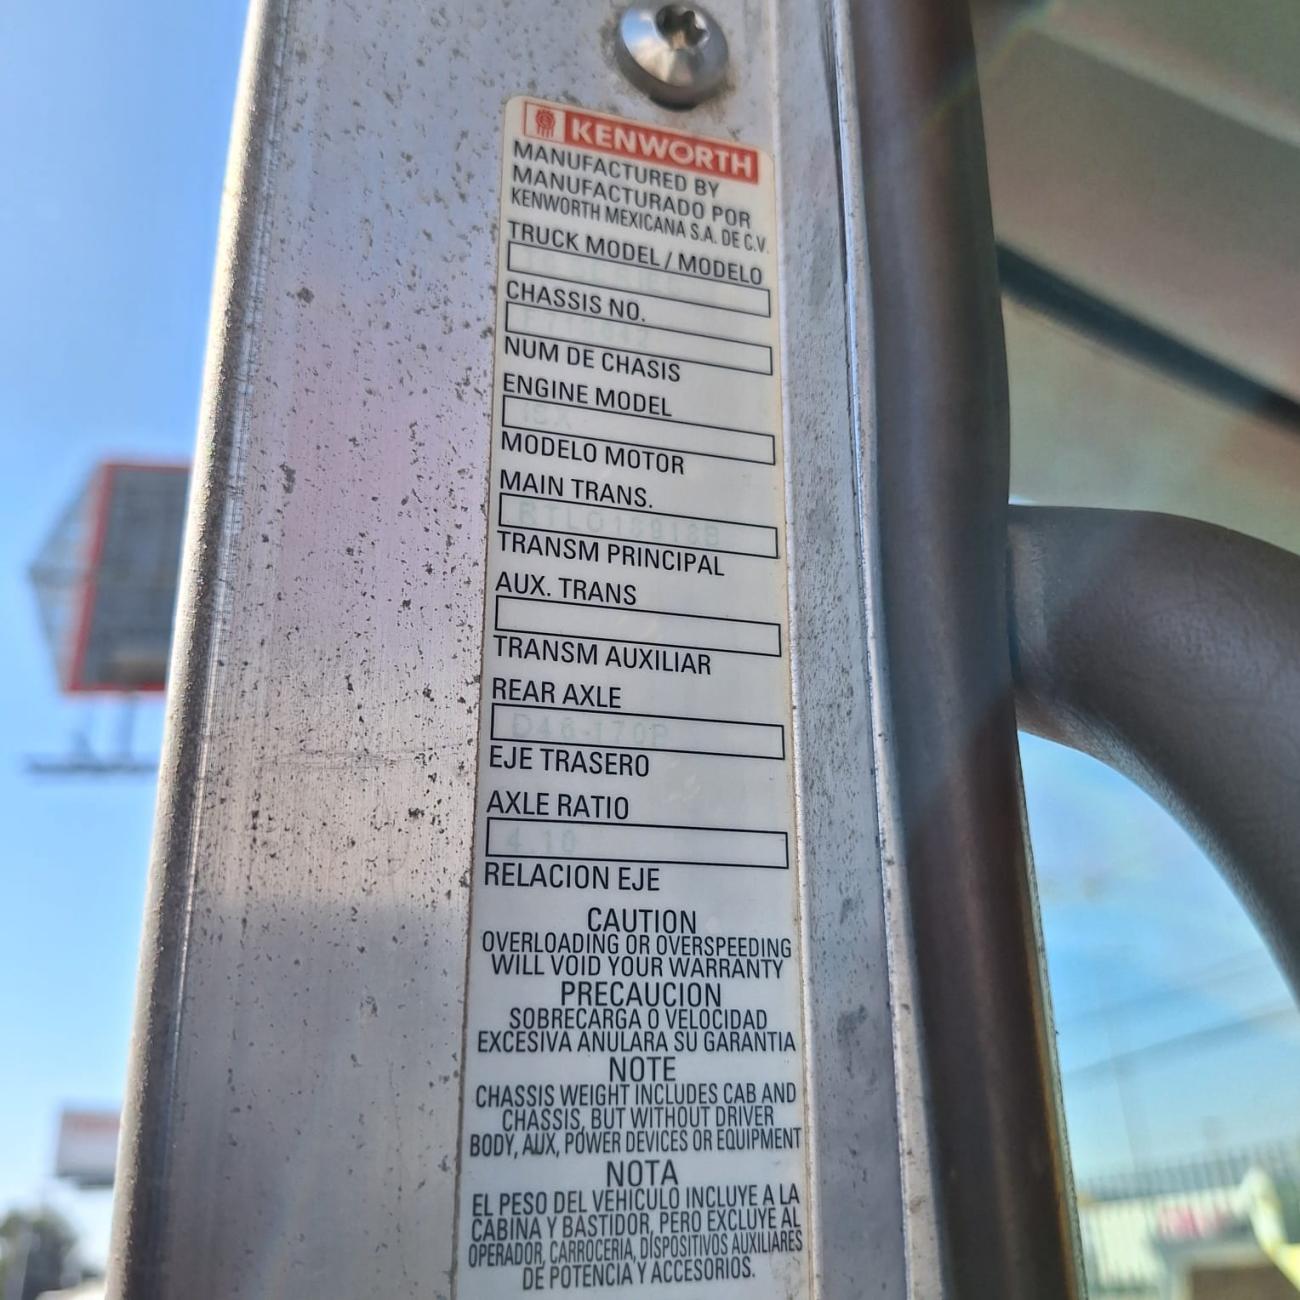 KENWORTH
MANUFACTURED BY
MANUFACTURADO POR
KENWORTH MEXICANA S.A. DE C.V.
TRUCK MODEL / MODELO
CHASSIS NO.
NUM DE CHASIS
ENGINE MODEL
ISX
MODELO MOTOR
MAIN TRANS.
RTLO18918B
TRANSM PRINCIPAL
AUX. TRANS
TRANSM AUXILIAR
REAR AXLE
D46-170P
EJE TRASERO
AXLE RATIO
4.10
RELACION EJE
CAUTION
OVERLOADING OR OVERSPEEDING
WILL VOID YOUR WARRANTY
PRECAUCION
SOBRECARGA O VELOCIDAD
EXCESIVA ANULARA SU GARANTIA
NOTE
CHASSIS WEIGHT INCLUDES CAB AND
CHASSIS, BUT WITHOUT DRIVER
BODY, AUX, POWER DEVICES OR EQUIPMENT
NOTA
EL PESO DEL VEHICULO INCLUYE A LA
CABINA Y BASTIDOR, PERO EXCLUYE AL
OPERADOR, CARROCERIA, DISPOSITIVOS AUXILIARES
DE POTENCIA Y ACCESORIOS.